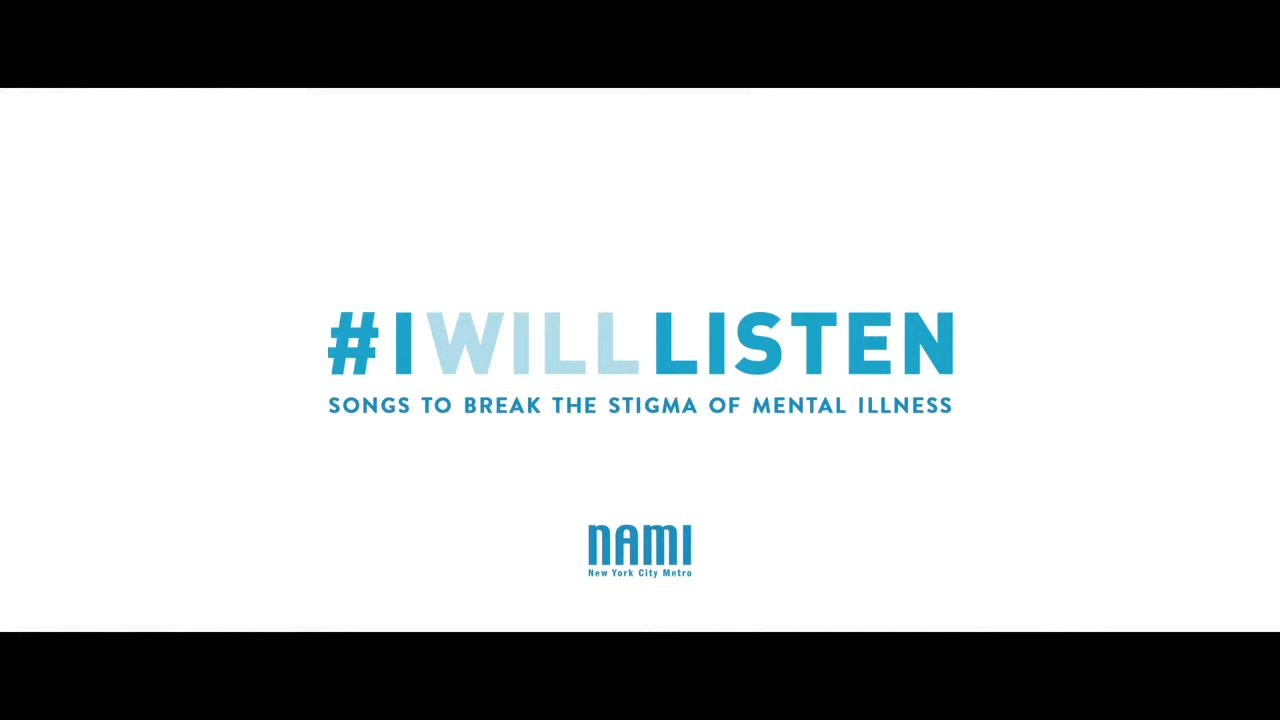 #IWILLLISTEN
SONGS TO BREAK THE STIGMA OF MENTAL ILLNESS
NAMI
New York City Metro